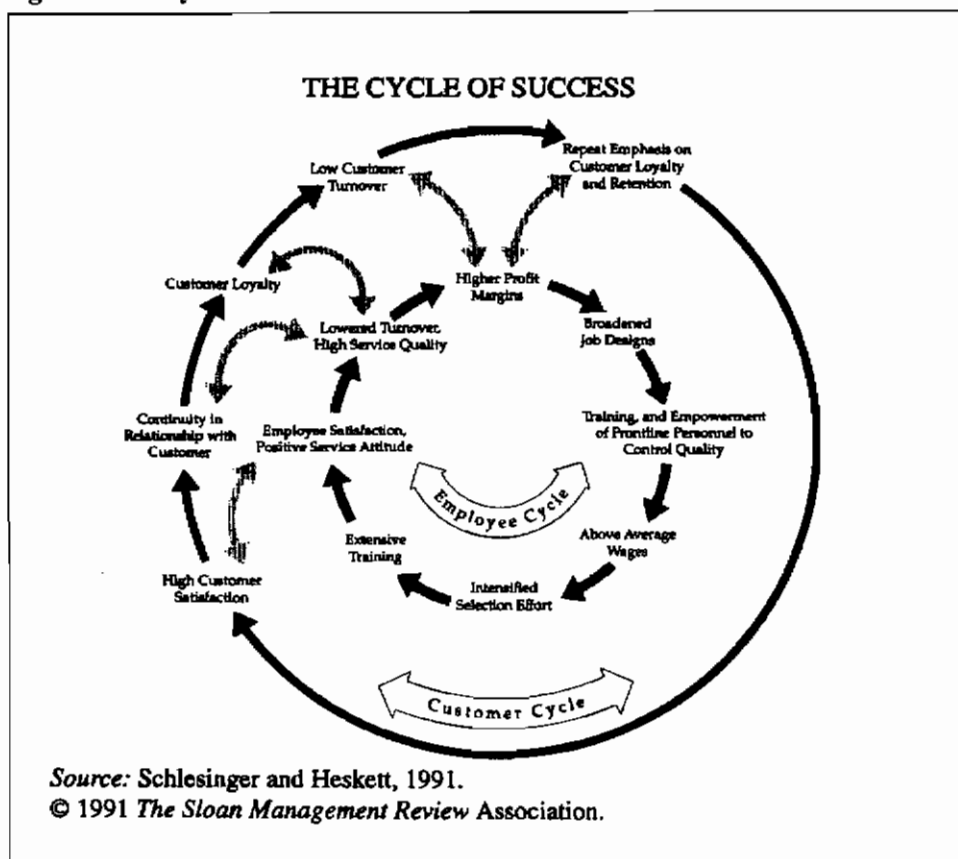 THE CYCLE OF SUCCESS
Low Customer
Turnover
Repeat Emphasis on
Customer Loyalty
and Retention
Customer Loyalty
Higher Profit
Margins
Lowered Turnover,
High Service Quality
Broadened
Job Designs
Continuity in
Relationship with
Customer
Employee Satisfaction,
Positive Service Attitude
Training, and Empowerment
of Frontline Personnel to
Control Quality
Employee Cycle
Extensive
Training
Above Average
Wages
High Customer
Satisfaction
Intensified
Selection Effort
Customer Cycle
Source: Schlesinger and Heskett, 1991.
© 1991 The Sloan Management Review Association.